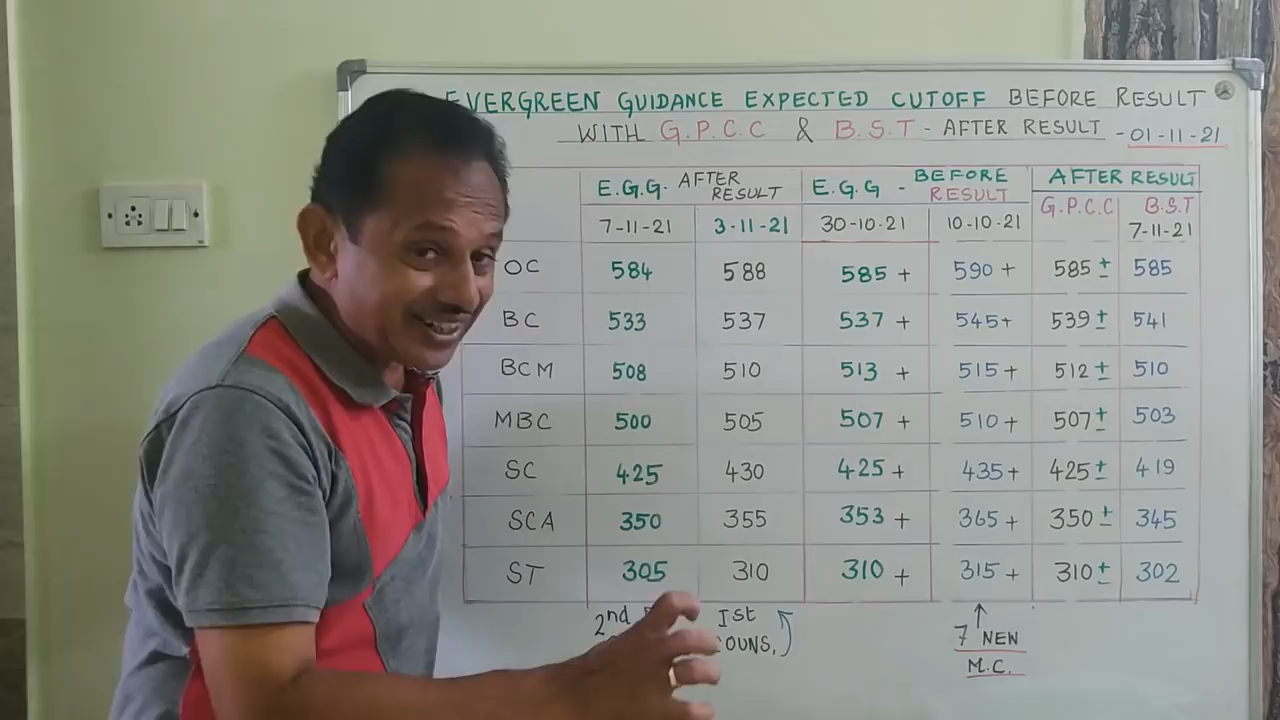 EVERGREEN GUIDANCE EXPECTED CUTOFF BEFORE RESULT
WITH G.P.C.C & B.S.T - AFTER RESULT - 01-11-21
E.G.G - AFTER RESULT E.G.G - BEFORE RESULT AFTER RESULT
7-11-21 3-11-21 30-10-21 10-10-21 G.P.C.C B.S.T 7-11-21
OC 584 588 585 + 590 + 585 ± 585
BC 533 537 537 + 545+ 539 ± 541
BCM 508 510 513 + 515 + 512 ± 510
MBC 500 505 507 + 510 + 507 ± 503
SC 425 430 425 + 435+ 425 ± 419
SCA 350 355 353 + 365 + 350 ± 345
ST 305 310 310 + 315 + 310 ± 302
2nd Ist
7 NEW
M.C.